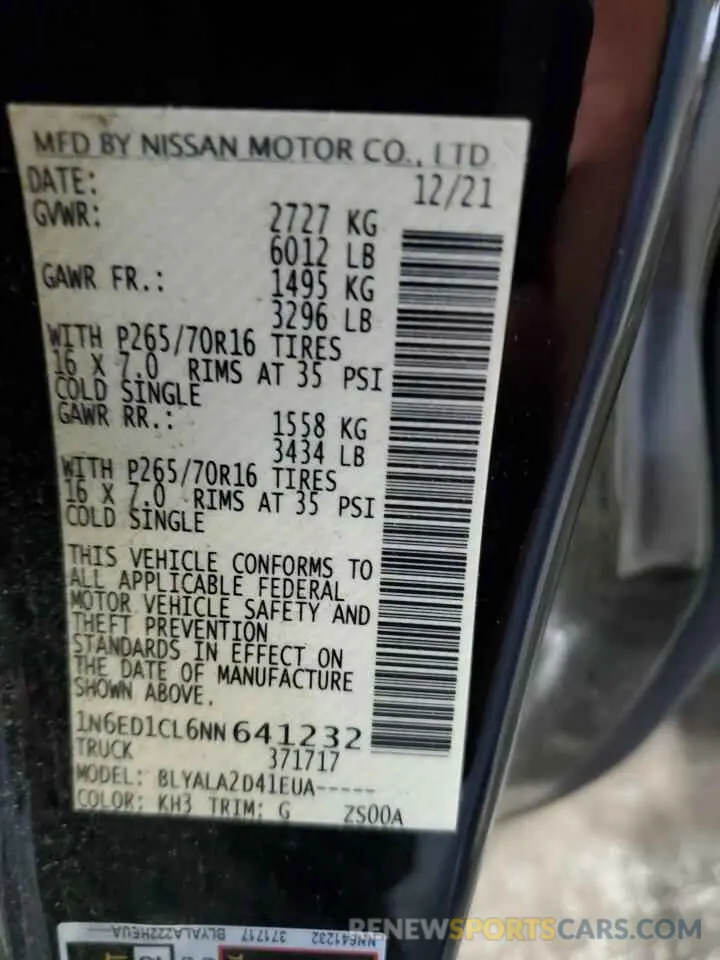 MFD BY NISSAN MOTOR CO., LTD
DATE: 12/21
GVWR: 2727 KG
6012 LB
GAWR FR.: 1495 KG
3296 LB
WITH P265/70R16 TIRES
16 X 7.0 RIMS AT 35 PSI
COLD SINGLE
GAWR RR.: 1558 KG
3434 LB
WITH P265/70R16 TIRES
16 X 7.0 RIMS AT 35 PSI
COLD SINGLE
THIS VEHICLE CONFORMS TO
ALL APPLICABLE FEDERAL
MOTOR VEHICLE SAFETY AND
THEFT PREVENTION
STANDARDS IN EFFECT ON
THE DATE OF MANUFACTURE
SHOWN ABOVE.
1N6ED1CL6NN641232
TRUCK 371717
MODEL: BLYALA2D41EUA-----
COLOR: KH3 TRIM: G ZS00A
NN641232 371717 BLYALA222HEUA
RENEWSPORTSCARS.COM